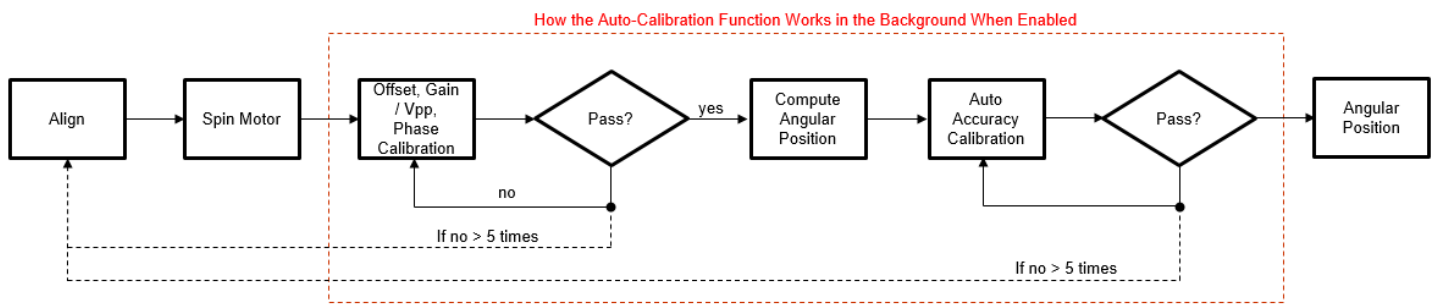 How the Auto-Calibration Function Works in the Background When Enabled
Align
Spin Motor
Offset, Gain
/ Vpp,
Phase
Calibration
Pass?
yes
Compute
Angular
Position
Auto
Accuracy
Calibration
Pass?
Angular
Position
no
If no > 5 times
If no > 5 times